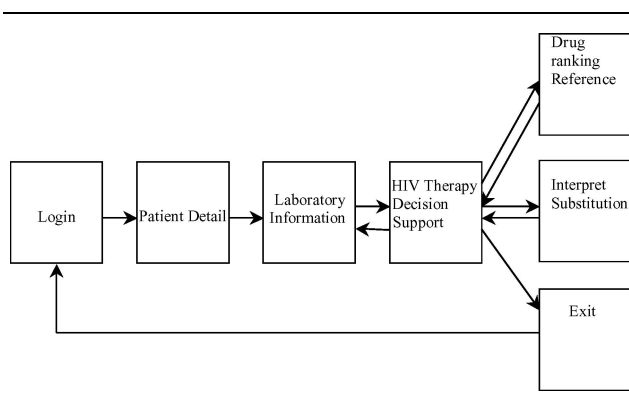 Drug
ranking
Reference
Login
Patient Detail
Laboratory
Information
HIV Therapy
Decision
Support
Interpret
Substitution
Exit